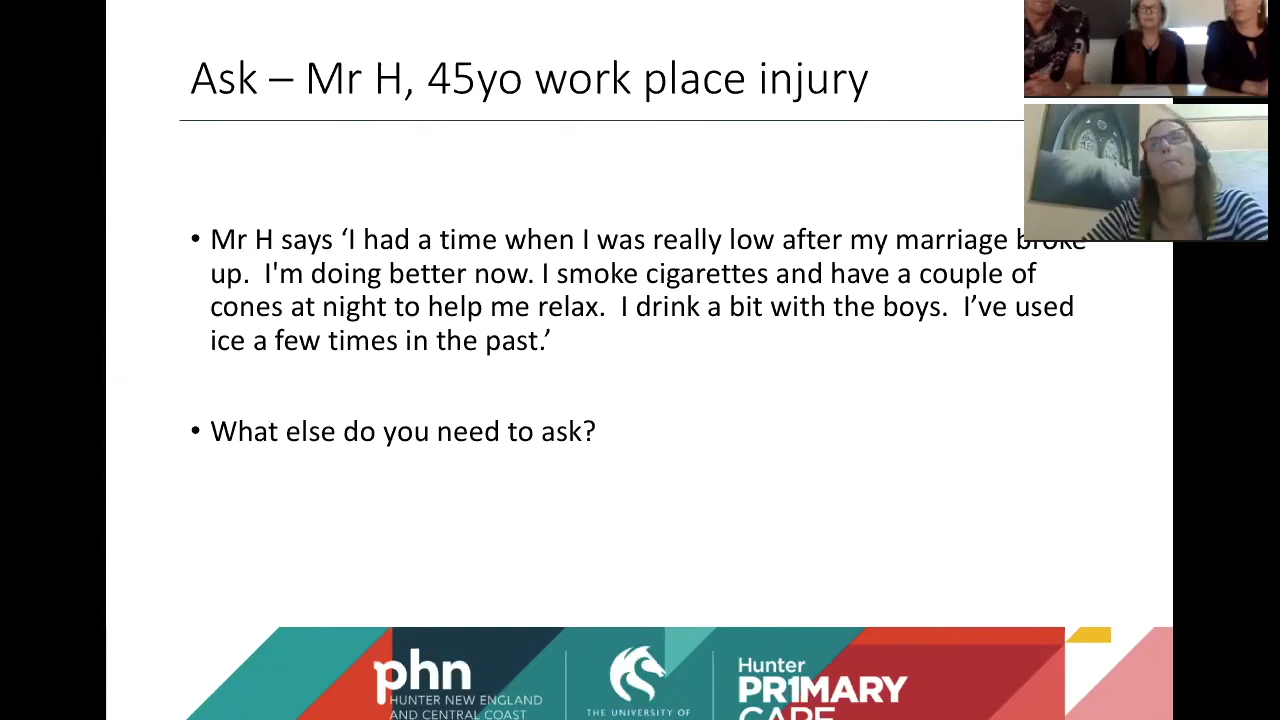 Ask – Mr H, 45yo work place injury
• Mr H says ‘I had a time when I was really low after my marriage broke
up.  I'm doing better now. I smoke cigarettes and have a couple of
cones at night to help me relax.  I drink a bit with the boys.  I’ve used
ice a few times in the past.’
• What else do you need to ask?
phn
HUNTER NEW ENGLAND
AND CENTRAL COAST
THE UNIVERSITY OF
Hunter
PR1MARY
CARE